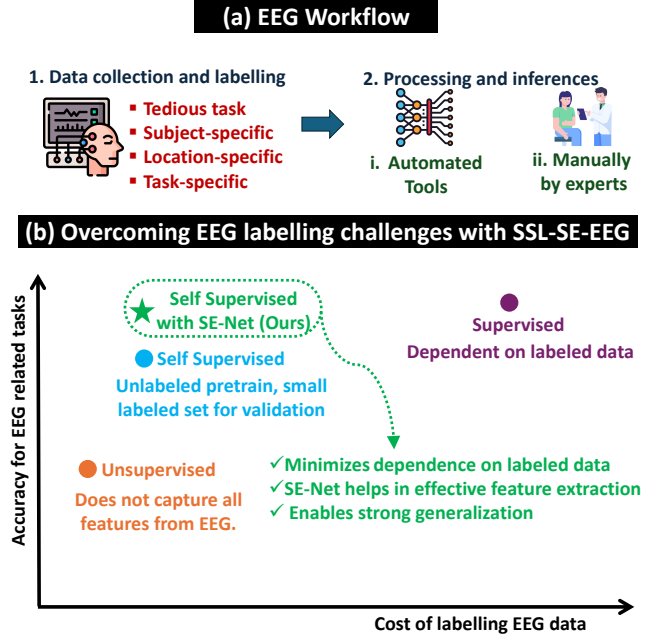 (a) EEG Workflow
1. Data collection and labelling
▪ Tedious task
▪ Subject-specific
▪ Location-specific
▪ Task-specific
2. Processing and inferences
i. Automated
Tools
ii. Manually
by experts
(b) Overcoming EEG labelling challenges with SSL-SE-EEG
Accuracy for EEG related tasks
Self Supervised
with SE-Net (Ours)
Supervised
Dependent on labeled data
Self Supervised
Unlabeled pretrain, small
labeled set for validation
Unsupervised
Does not capture all
features from EEG.
✓Minimizes dependence on labeled data
✓SE-Net helps in effective feature extraction
✓ Enables strong generalization
Cost of labelling EEG data